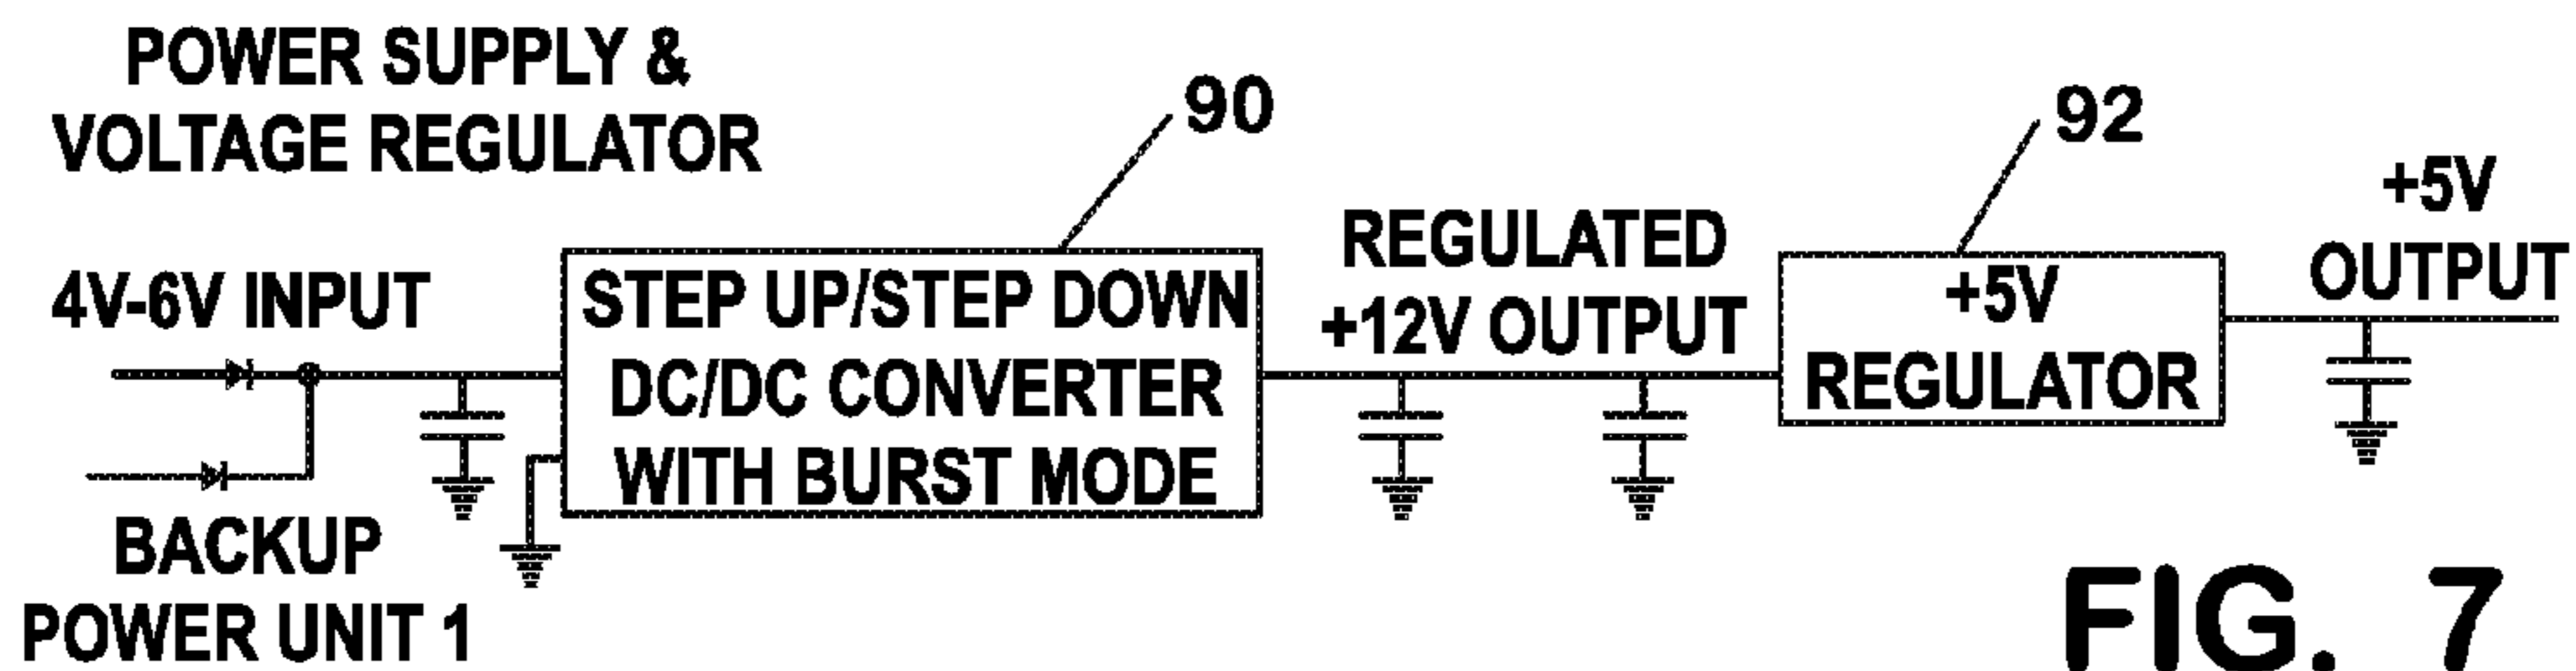 POWER SUPPLY &
VOLTAGE REGULATOR
90
92
+5V
OUTPUT
4V-6V INPUT
STEP UP/STEP DOWN
DC/DC CONVERTER
WITH BURST MODE
REGULATED
+12V OUTPUT
+5V
REGULATOR
BACKUP
POWER UNIT 1
FIG. 7